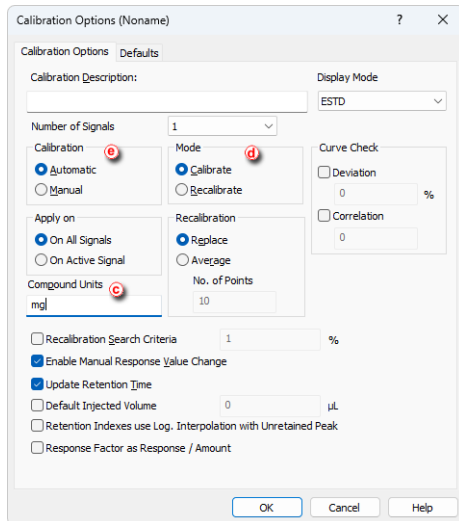 Calibration Options (Noname) ? ×
Calibration Options Defaults
Calibration Description: Display Mode
ESTD
Number of Signals 1
Calibration e Mode d Curve Check
Automatic Calibrate Deviation
Manual Recalibrate 0 %
Correlation
Apply on Recalibration 0
On All Signals Replace
On Active Signal Average
Compound Units c No. of Points
mg 10
Recalibration Search Criteria 1 %
Enable Manual Response Value Change
Update Retention Time
Default Injected Volume 0 µL
Retention Indexes use Log. Interpolation with Unretained Peak
Response Factor as Response / Amount
OK Cancel Help